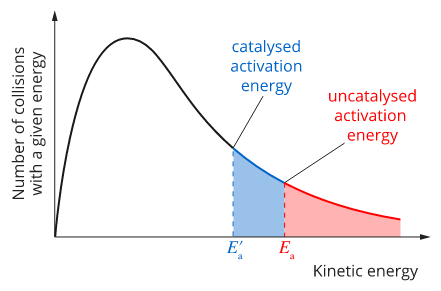 Number of collisions
with a given energy
catalysed
activation
energy
uncatalysed
activation
energy
E′a
Ea
Kinetic energy